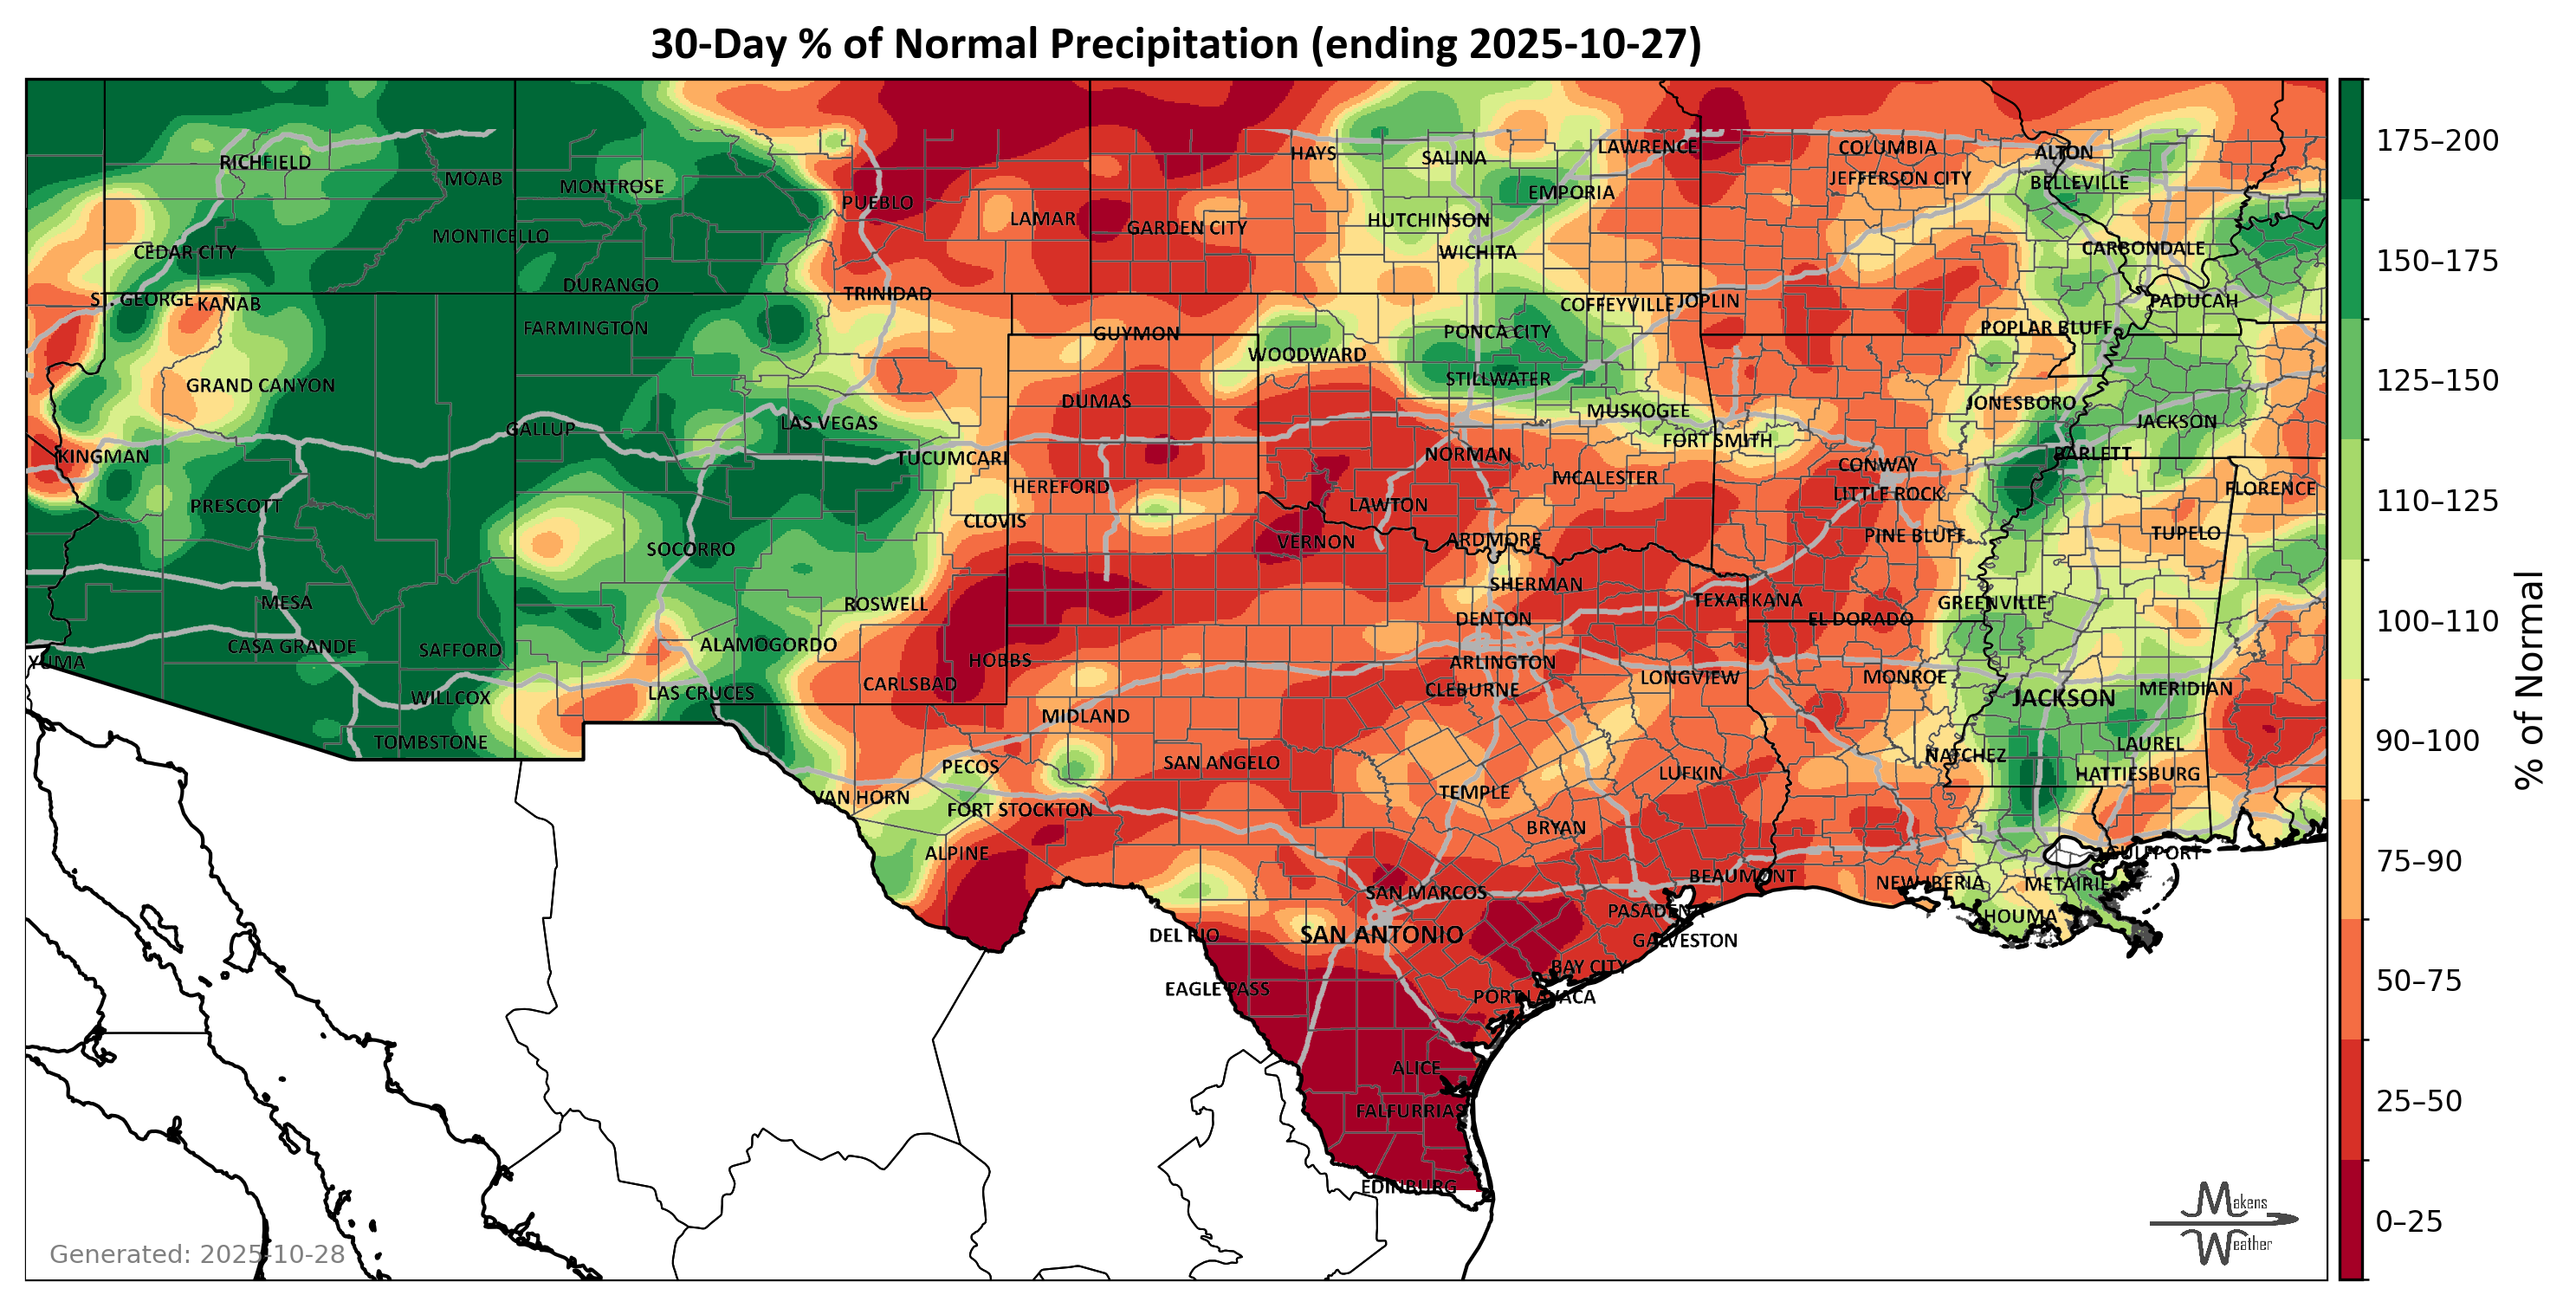 30-Day % of Normal Precipitation (ending 2025-10-27)
RICHFIELD
MOAB
MONTROSE
PUEBLO
LAMAR
GARDEN CITY
HAYS
SALINA
LAWRENCE
EMPORIA
HUTCHINSON
WICHITA
COLUMBIA
JEFFERSON CITY
ALTON
BELLEVILLE
CEDAR CITY
MONTICELLO
DURANGO
TRINIDAD
CARBONDALE
PADUCAH
ST. GEORGE
KANAB
FARMINGTON
GUYMON
COFFEYVILLE
JOPLIN
PONCA CITY
POPLAR BLUFF
WOODWARD
STILLWATER
GRAND CANYON
DUMAS
MUSKOGEE
JONESBORO
JACKSON
GALLUP
LAS VEGAS
FORT SMITH
KINGMAN
TUCUMCARI
NORMAN
BARLETT
CONWAY
MCALESTER
HEREFORD
LITTLE ROCK
FLORENCE
PRESCOTT
LAWTON
CLOVIS
VERNON
ARDMORE
PINE BLUFF
TUPELO
SOCORRO
SHERMAN
MESA
ROSWELL
TEXARKANA
GREENVILLE
DENTON
EL DORADO
CASA GRANDE
SAFFORD
ALAMOGORDO
YUMA
HOBBS
ARLINGTON
CARLSBAD
CLEBURNE
LONGVIEW
MONROE
WILLCOX
LAS CRUCES
JACKSON
MERIDIAN
MIDLAND
TOMBSTONE
LAUREL
NATCHEZ
PECOS
SAN ANGELO
LUFKIN
HATTIESBURG
VAN HORN
FORT STOCKTON
TEMPLE
BRYAN
ALPINE
GULFPORT
BEAUMONT
SAN MARCOS
NEW IBERIA
METAIRIE
PASADENA
HOUMA
DEL RIO
SAN ANTONIO
GALVESTON
BAY CITY
EAGLE PASS
PORT LAVACA
ALICE
FALFURRIAS
EDINBURG
175–200
150–175
125–150
110–125
100–110
90–100
75–90
50–75
25–50
0–25
% of Normal
Makens
Weather
Generated: 2025-10-28